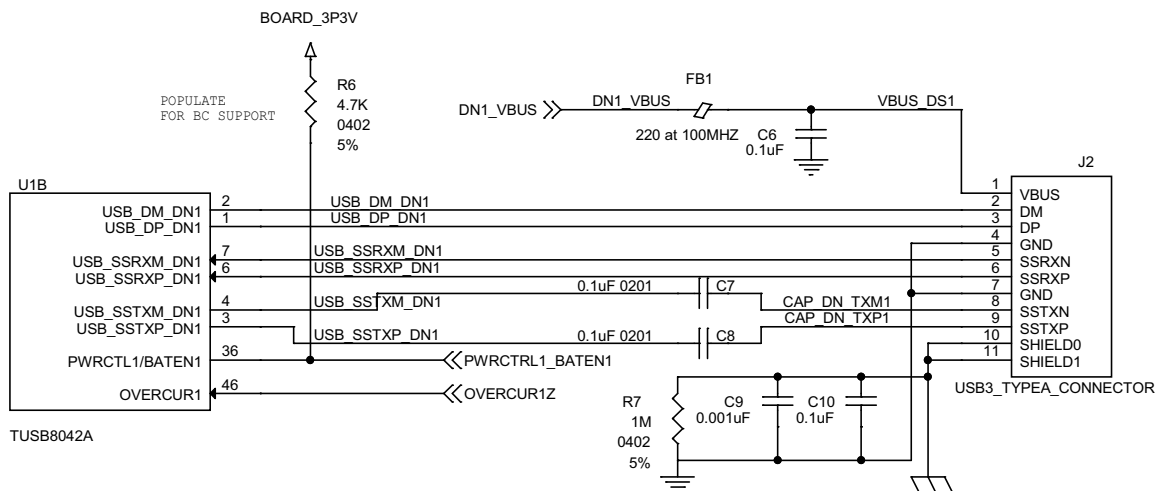 BOARD_3P3V
R6
4.7K
0402
5%
POPULATE
FOR BC SUPPORT
FB1
DN1_VBUS
DN1_VBUS
VBUS_DS1
220 at 100MHZ
C6
0.1uF
J2
U1B
USB_DM_DN1
2
USB_DM_DN1
USB_DP_DN1
1
USB_DP_DN1
USB_SSRXM_DN1
7
USB_SSRXM_DN1
USB_SSRXP_DN1
6
USB_SSRXP_DN1
USB_SSTXM_DN1
4
USB_SSTXM_DN1
0.1uF 0201
C7
CAP_DN_TXM1
USB_SSTXP_DN1
3
USB_SSTXP_DN1
0.1uF 0201
C8
CAP_DN_TXP1
PWRCTL1/BATEN1
36
PWRCTRL1_BATEN1
OVERCUR1
46
OVERCUR1Z
TUSB8042A
1
VBUS
2
DM
3
DP
4
GND
5
SSRXN
6
SSRXP
7
GND
8
SSTXN
9
SSTXP
10
SHIELD0
11
SHIELD1
USB3_TYPEA_CONNECTOR
R7
1M
0402
5%
C9
0.001uF
C10
0.1uF